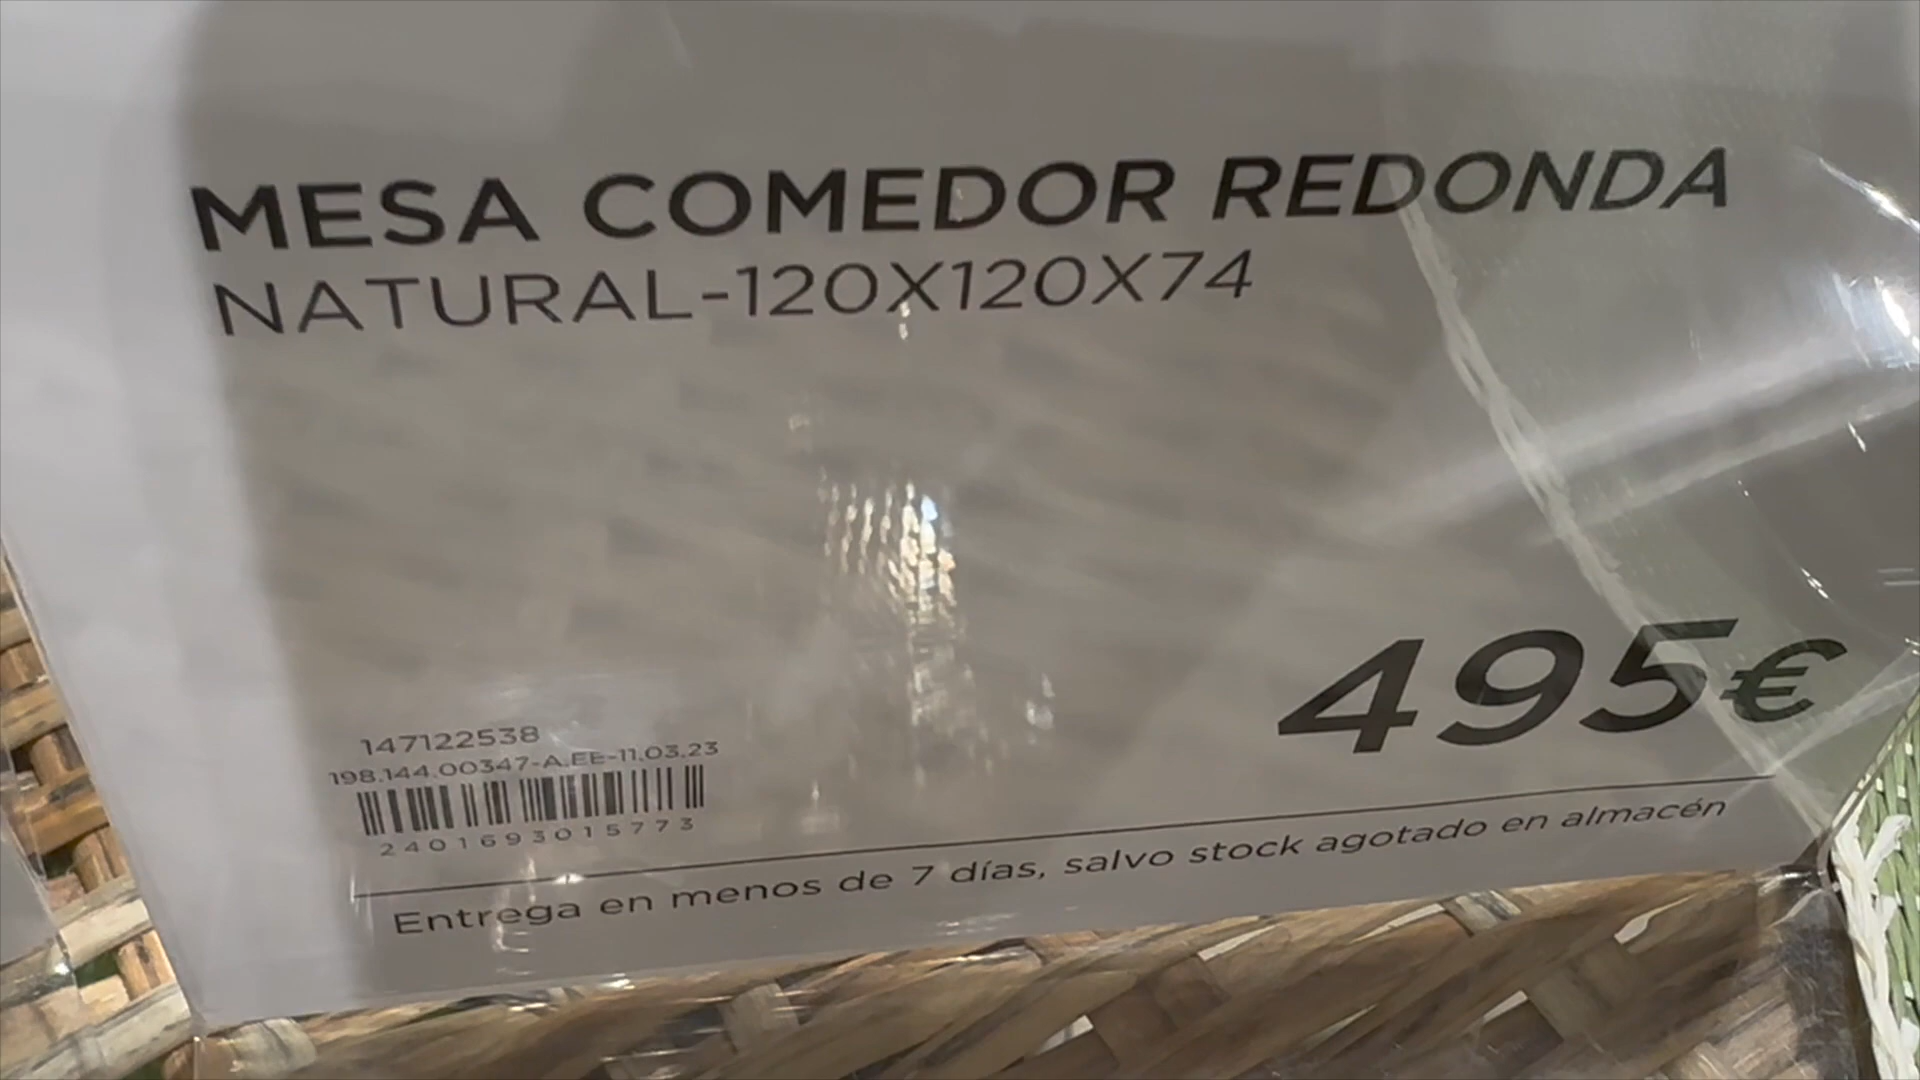 MESA COMEDOR REDONDA
NATURAL-120X120X74
495€
147122538
198.144.00347-A.EE-11.03.23
2401693015773
Entrega en menos de 7 días, salvo stock agotado en almacén